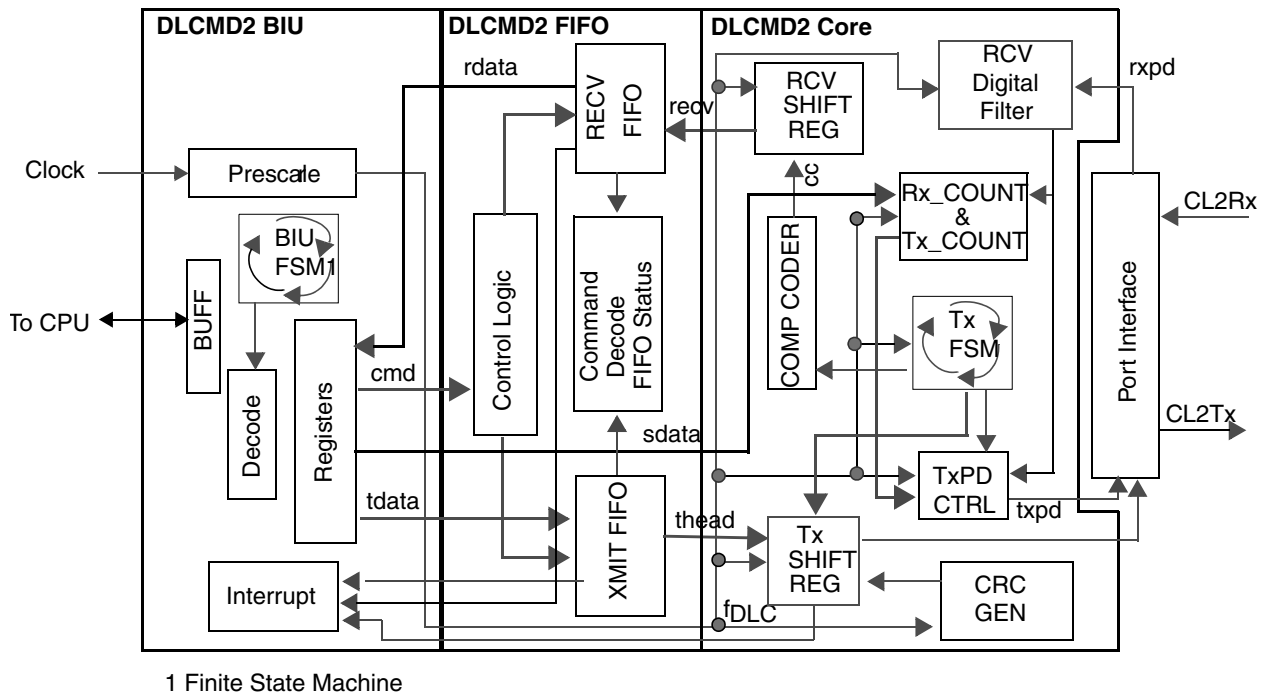 DLCMD2 BIU
DLCMD2 FIFO
DLCMD2 Core
rdata
RECV
FIFO
recv
RCV
SHIFT
REG
RCV
Digital
Filter
rxpd
Clock
Prescale
cc
Rx_COUNT
&
Tx_COUNT
CL2Rx
BIU
FSM1
To CPU
BUFF
Decode
Registers
cmd
Control Logic
Command
Decode
FIFO Status
COMP CODER
Tx
FSM
Port Interface
CL2Tx
sdata
tdata
XMIT FIFO
thead
TxPD
CTRL
txpd
Tx
SHIFT
REG
Interrupt
fDLC
CRC
GEN
1 Finite State Machine